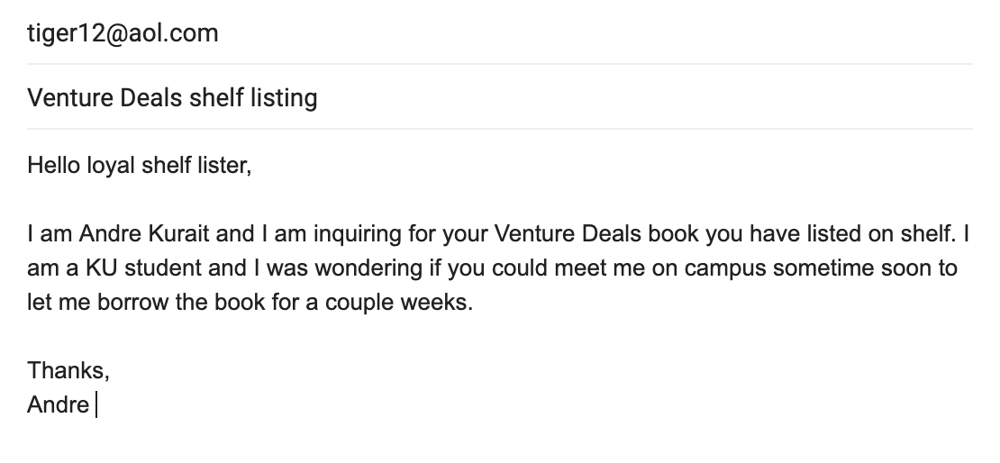 tiger12@aol.com
Venture Deals shelf listing
Hello loyal shelf lister,
I am Andre Kurait and I am inquiring for your Venture Deals book you have listed on shelf. I
am a KU student and I was wondering if you could meet me on campus sometime soon to
let me borrow the book for a couple weeks.
Thanks,
Andre